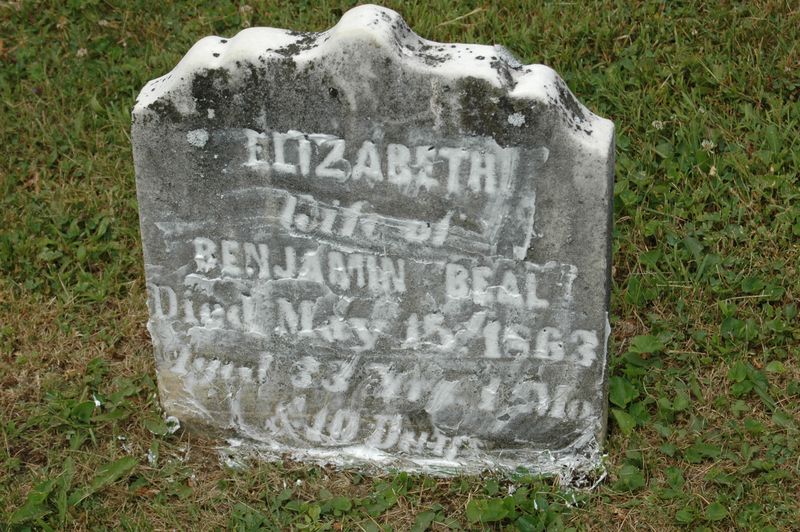 ELIZABETH
Wife of
BENJAMIN BEAL
Died May 15, 1863
Aged 33 Yrs. 1 Mo
& 10 Days